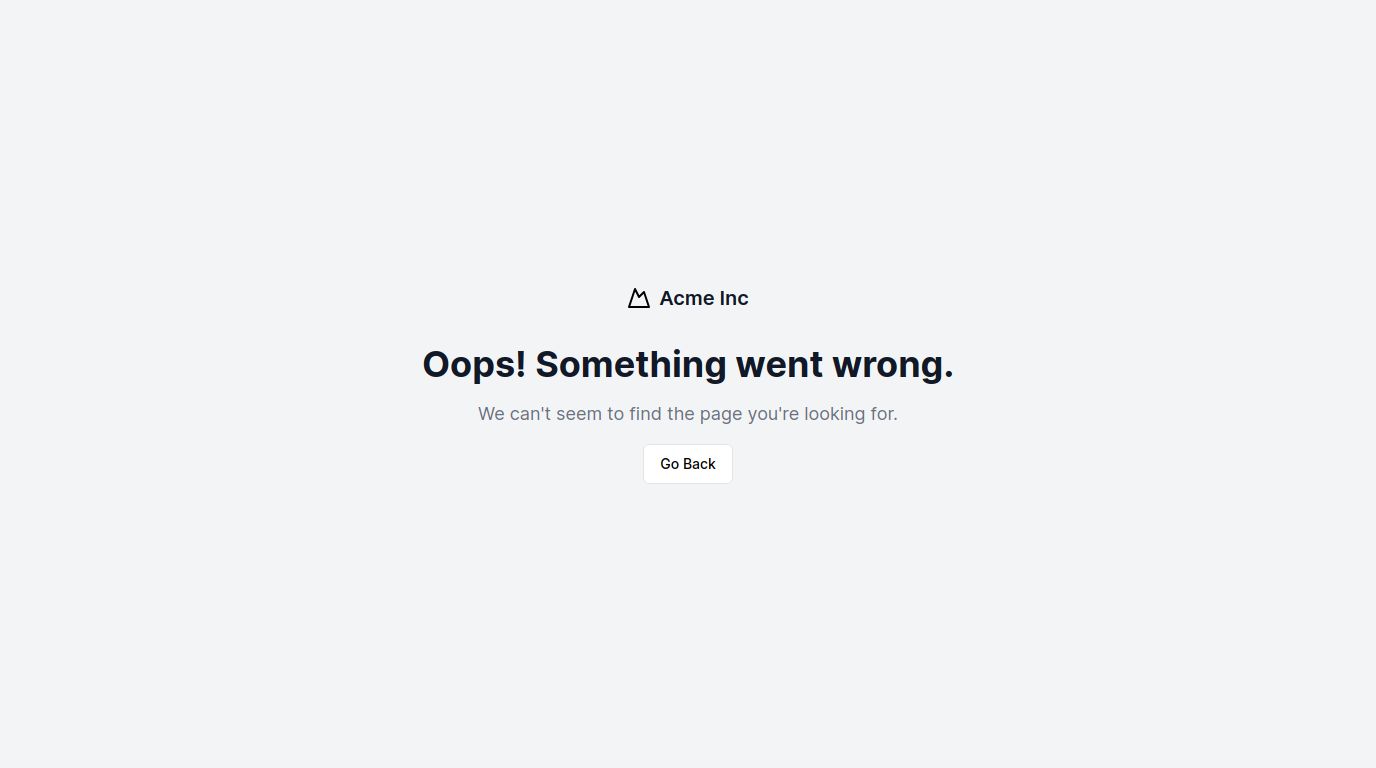 Acme Inc
Oops! Something went wrong.
We can't seem to find the page you're looking for.
Go Back